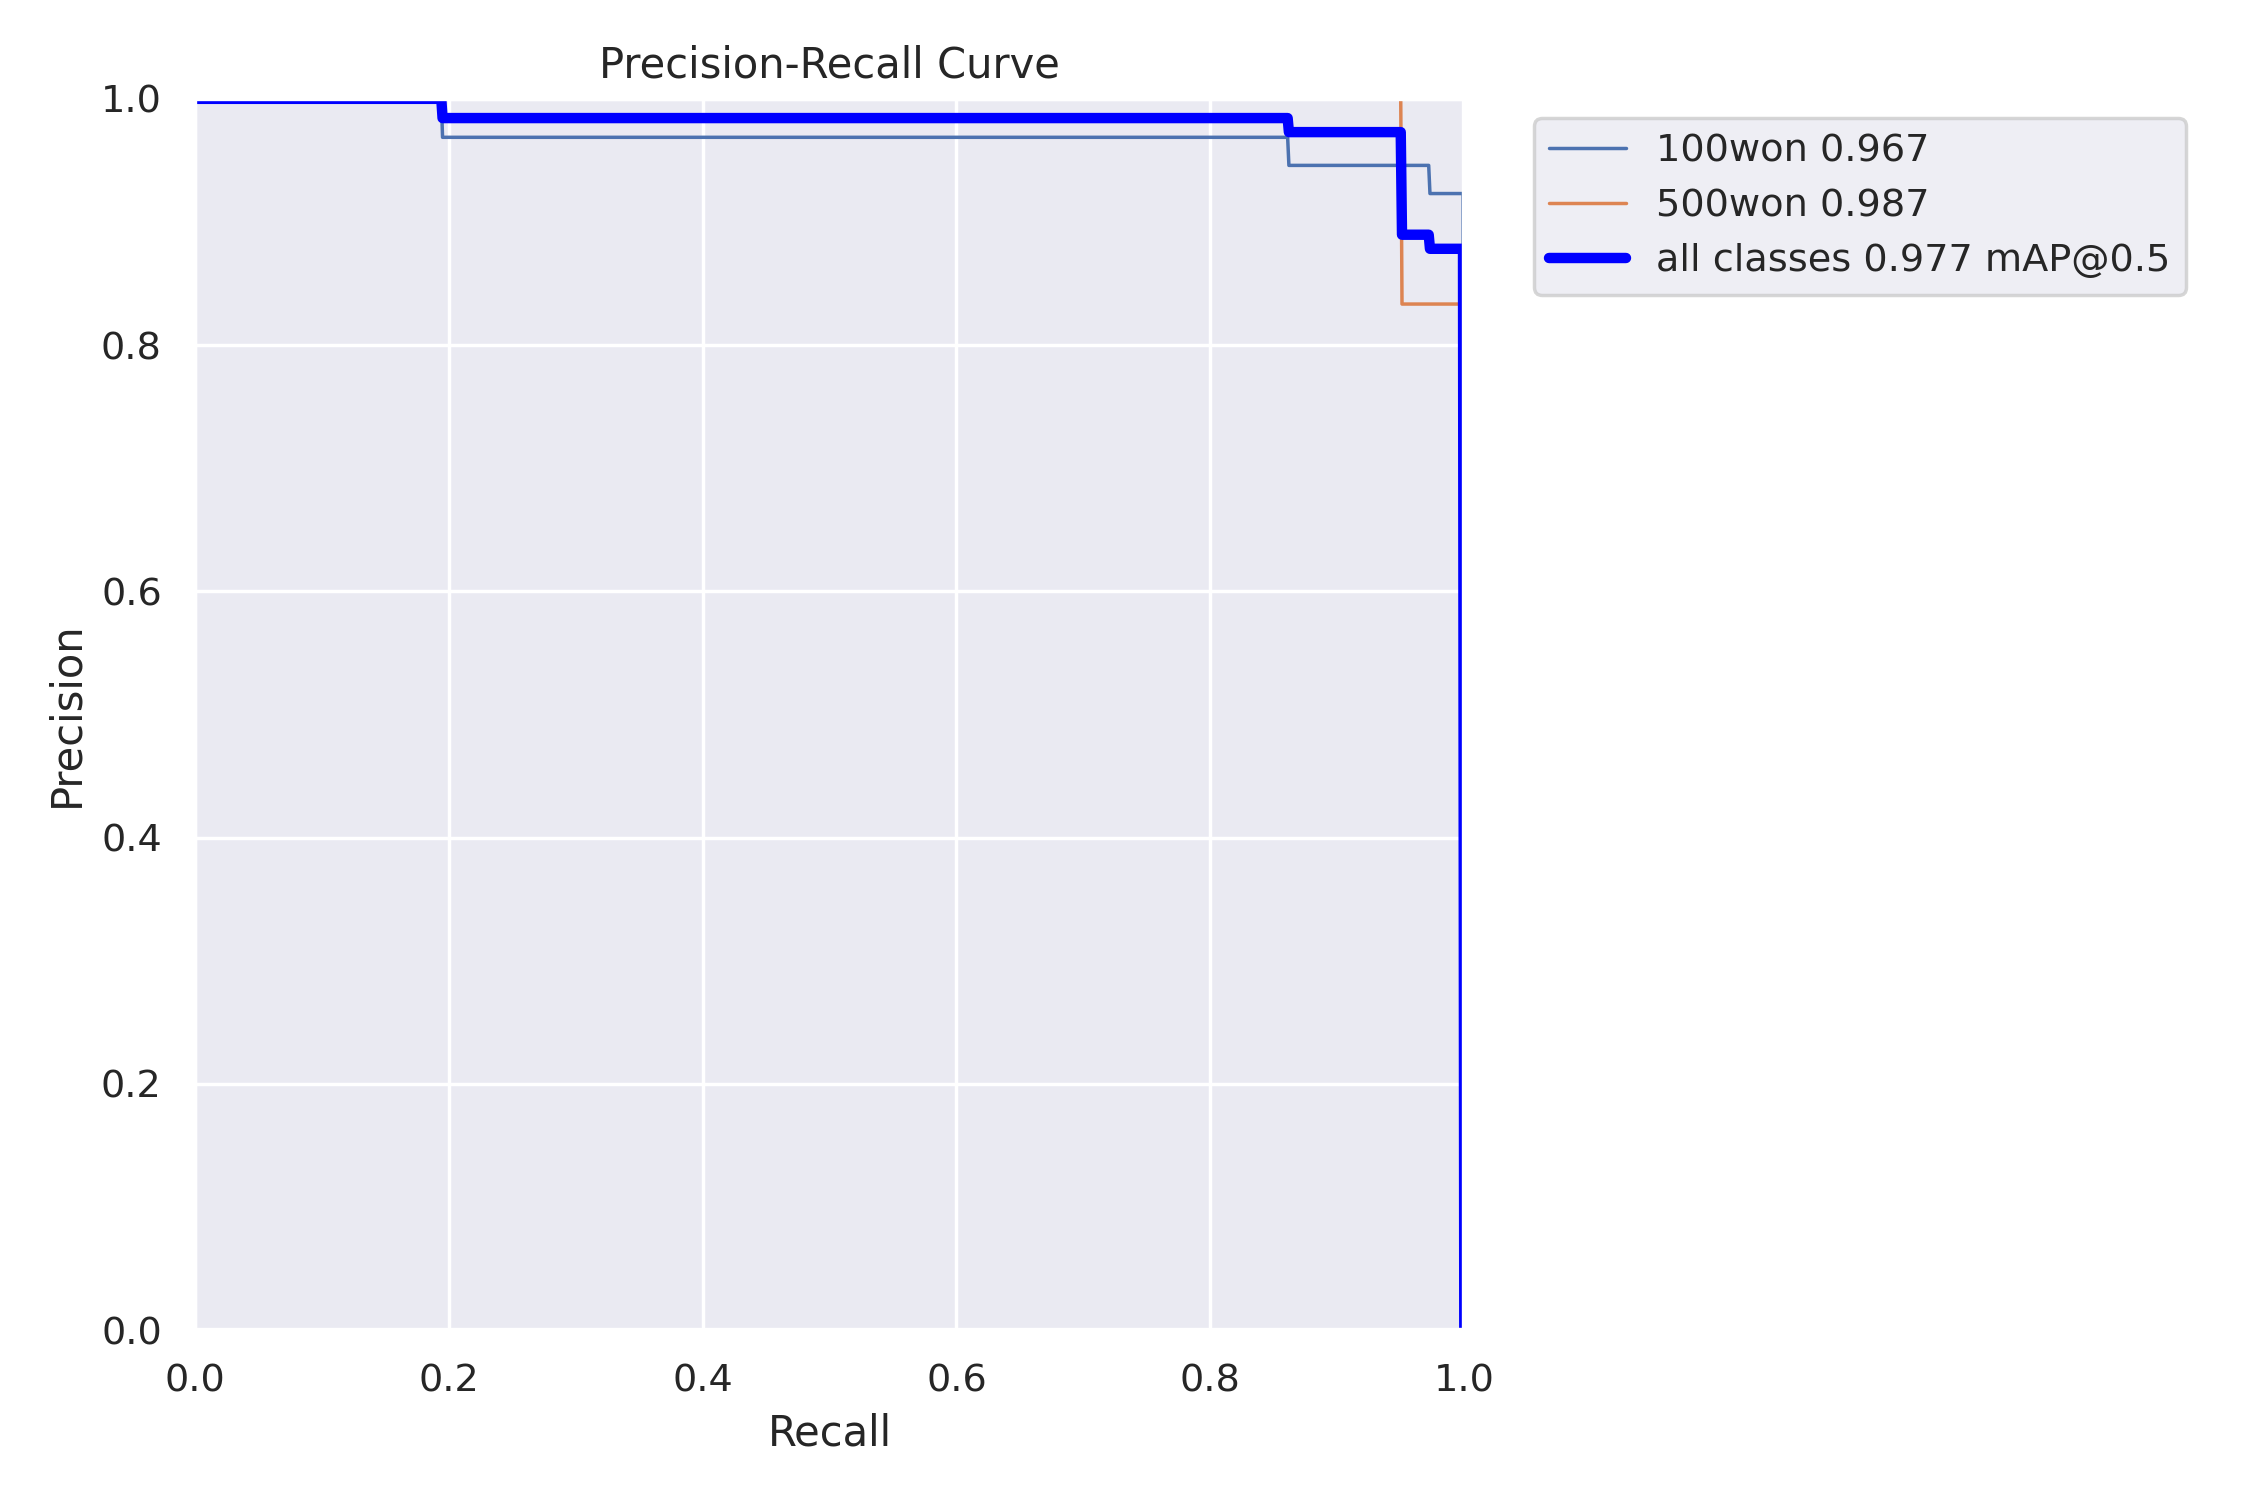 Precision-Recall Curve
1.0
0.8
0.6
0.4
0.2
0.0
Precision
0.0 0.2 0.4 0.6 0.8 1.0
Recall
100won 0.967
500won 0.987
all classes 0.977 mAP@0.5